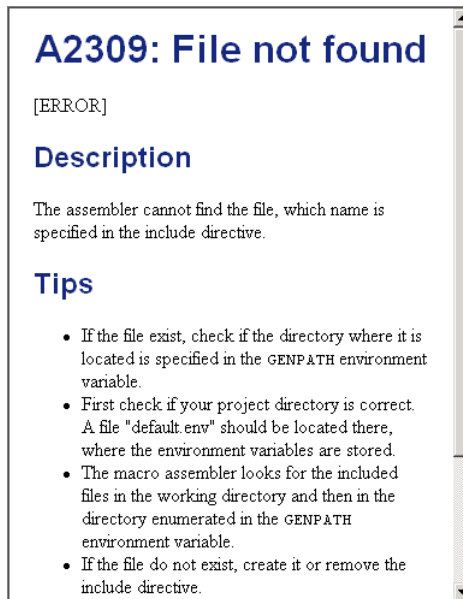 A2309: File not found
[ERROR]
Description
The assembler cannot find the file, which name is
specified in the include directive.
Tips
• If the file exist, check if the directory where it is
located is specified in the GENPATH environment
variable.
• First check if your project directory is correct.
A file "default.env" should be located there,
where the environment variables are stored.
• The macro assembler looks for the included
files in the working directory and then in the
directory enumerated in the GENPATH
environment variable.
• If the file do not exist, create it or remove the
include directive.